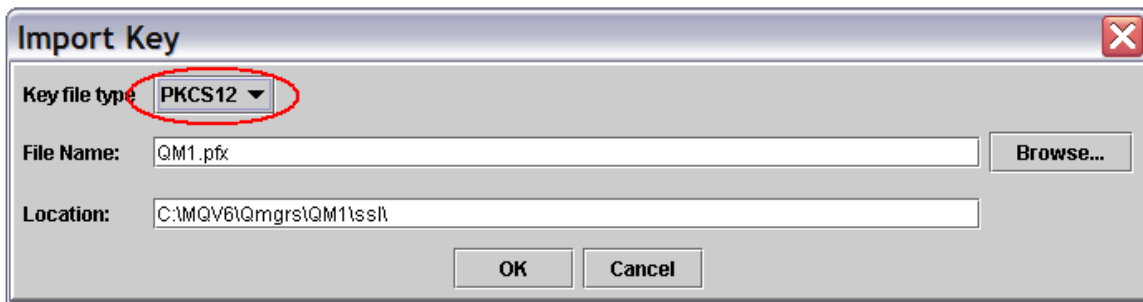 Import Key
Key file type PKCS12
File Name: QM1.pfx Browse...
Location: C:\MQV6\Qmgrs\QM1\ssl\
OK Cancel